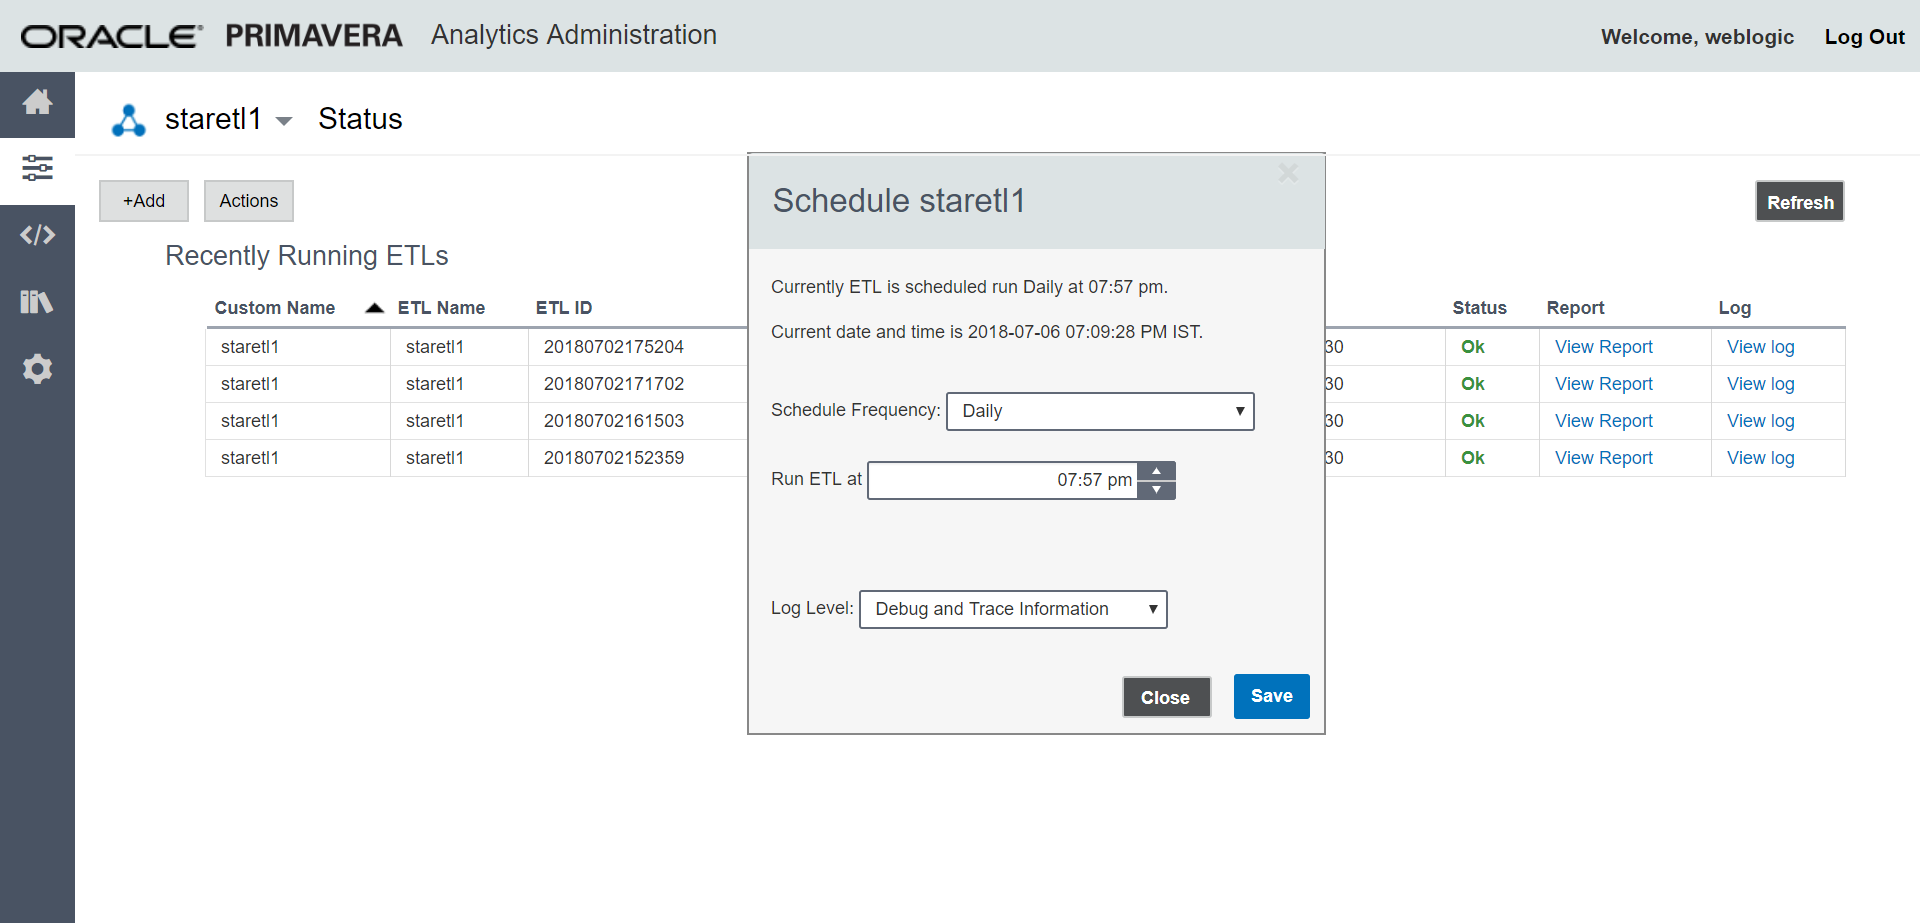 ORACLE® PRIMAVERA Analytics Administration
Welcome, weblogic Log Out
staretl1 Status
+Add Actions
Refresh
Recently Running ETLs
Custom Name ETL Name ETL ID Status Report Log
staretl1 staretl1 20180702175204 30 Ok View Report View log
staretl1 staretl1 20180702171702 30 Ok View Report View log
staretl1 staretl1 20180702161503 30 Ok View Report View log
staretl1 staretl1 20180702152359 30 Ok View Report View log
Schedule staretl1
Currently ETL is scheduled run Daily at 07:57 pm.
Current date and time is 2018-07-06 07:09:28 PM IST.
Schedule Frequency: Daily
Run ETL at 07:57 pm
Log Level: Debug and Trace Information
Close Save